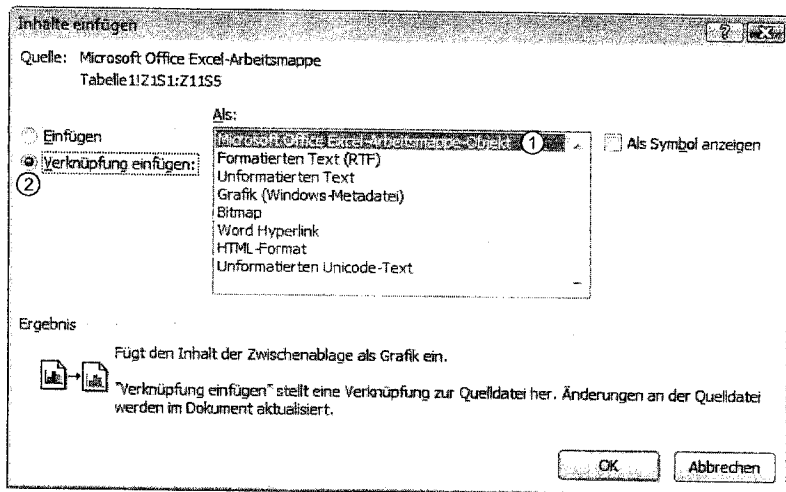 Inhalte einfügen
Quelle: Microsoft Office Excel-Arbeitsmappe
Tabelle1!Z1S1:Z11S5
Als:
Einfügen
Verknüpfung einfügen:
②
Microsoft Office Excel-Arbeitsmappe-Objekt ①
Formatierten Text (RTF)
Unformatierten Text
Grafik (Windows-Metadatei)
Bitmap
Word Hyperlink
HTML-Format
Unformatierten Unicode-Text
Als Symbol anzeigen
Ergebnis
Fügt den Inhalt der Zwischenablage als Grafik ein.
"Verknüpfung einfügen" stellt eine Verknüpfung zur Quelldatei her. Änderungen an der Quelldatei
werden im Dokument aktualisiert.
OK
Abbrechen